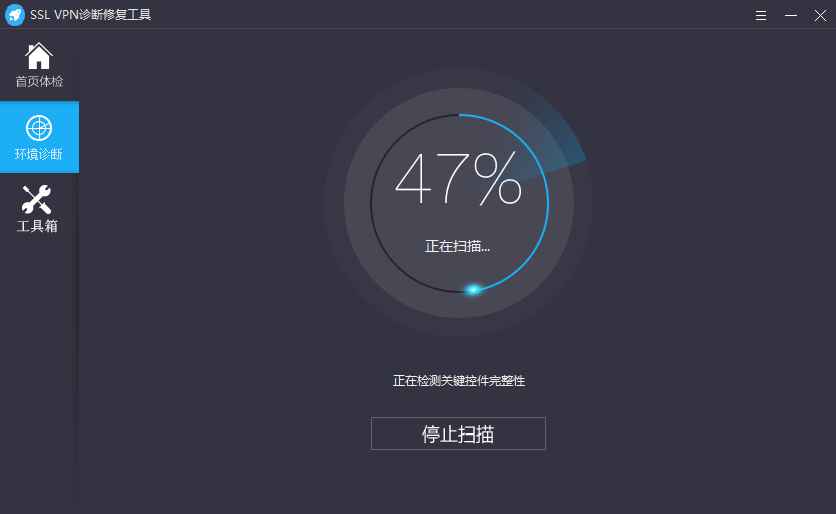 SSL VPN诊断修复工具
首页体检
环境诊断
工具箱
47%
正在扫描...
正在检测关键控件完整性
停止扫描